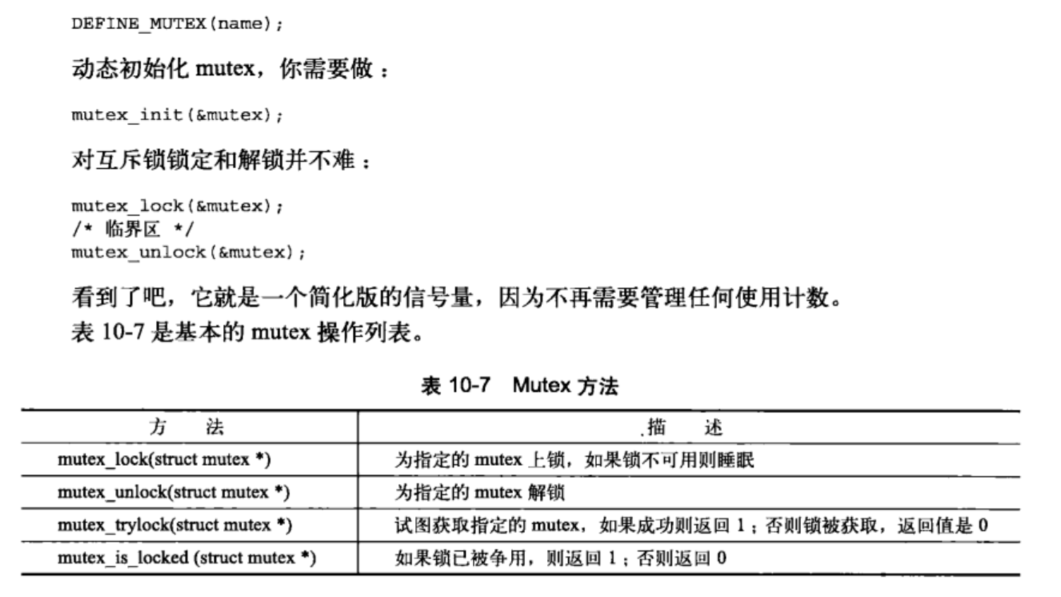 DEFINE_MUTEX(name);
动态初始化 mutex，你需要做：
mutex_init(&mutex);
对互斥锁锁定和解锁并不难：
mutex_lock(&mutex);
/* 临界区 */
mutex_unlock(&mutex);
看到了吧，它就是一个简化版的信号量，因为不再需要管理任何使用计数。
表 10-7 是基本的 mutex 操作列表。
表 10-7 Mutex 方法
方 法 描 述
mutex_lock(struct mutex *) 为指定的 mutex 上锁，如果锁不可用则睡眠
mutex_unlock(struct mutex *) 为指定的 mutex 解锁
mutex_trylock(struct mutex *) 试图获取指定的 mutex，如果成功则返回 1；否则锁被获取，返回值是 0
mutex_is_locked (struct mutex *) 如果锁已被争用，则返回 1；否则返回 0